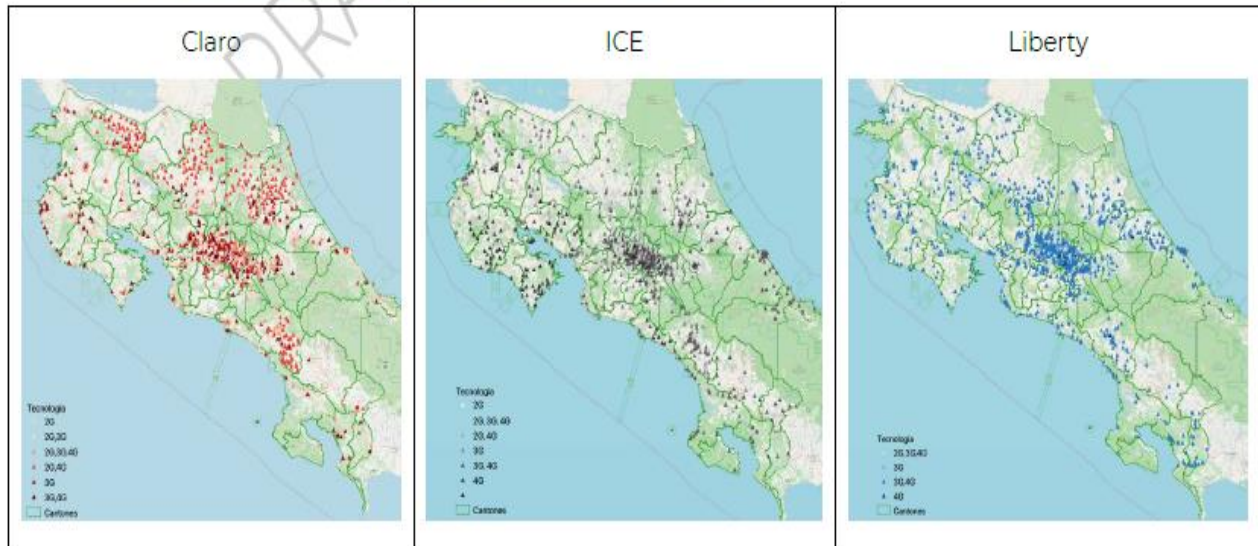 DRA
Claro
ICE
Liberty
Tecnología
2G
2G,3G
2G,3G,4G
2G,4G
3G
3G,4G
Cantones
Tecnología
2G
2G,3G,4G
2G,4G
3G
3G,4G
4G
Cantones
Tecnología
2G,3G,4G
3G
3G,4G
4G
Cantones